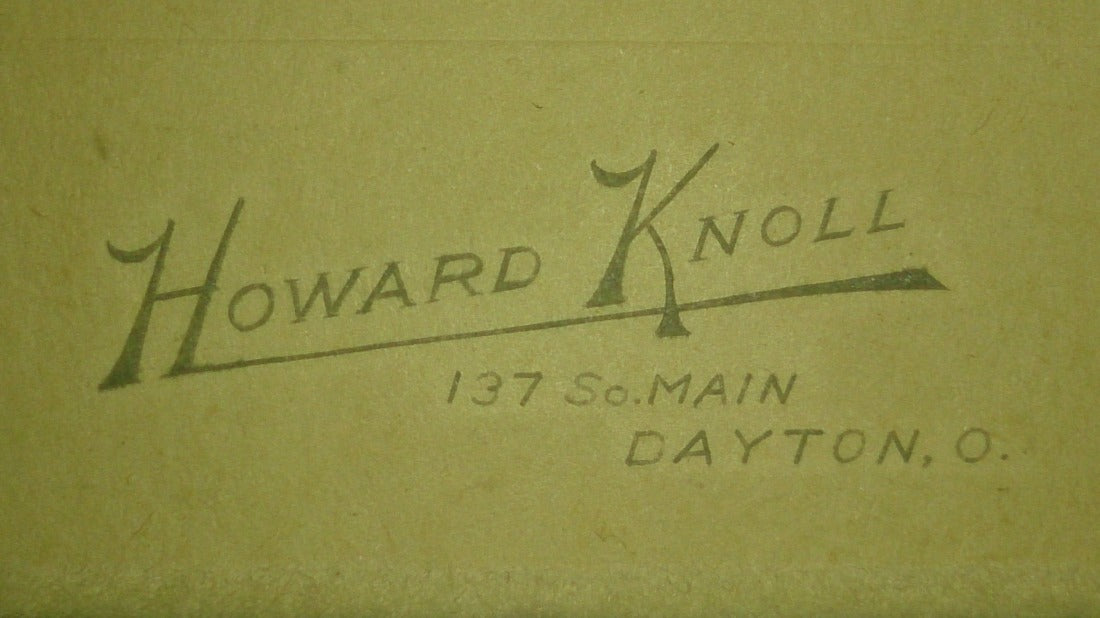 HOWARD KNOLL
137 So. MAIN
DAYTON, O.